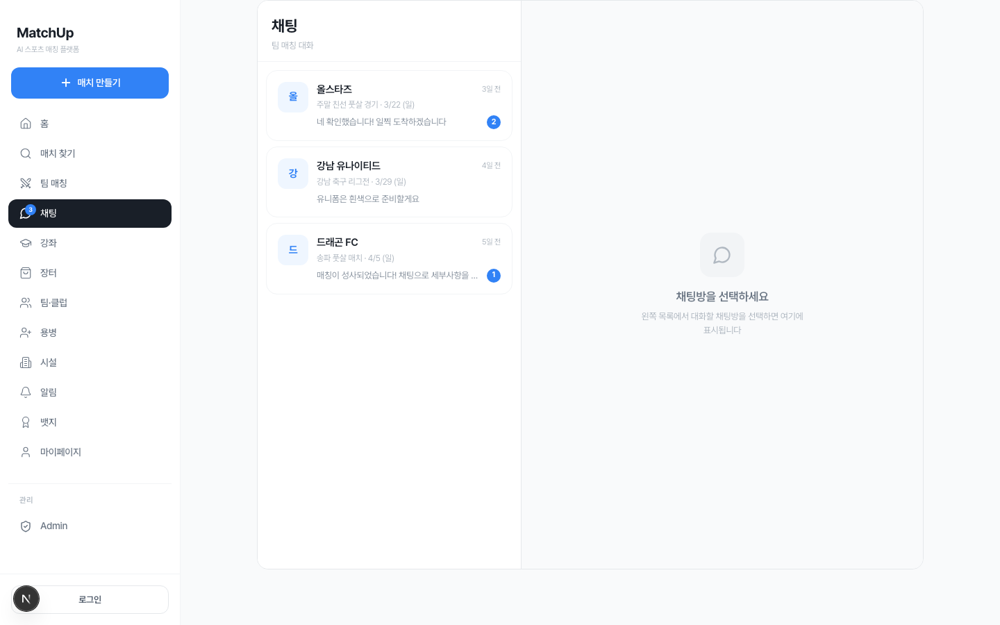 MatchUp
AI 스포츠 매칭 플랫폼
매치 만들기
홈
매치 찾기
팀 매칭
3
채팅
강좌
장터
팀·클럽
용병
시설
알림
뱃지
마이페이지
관리
Admin
N
로그인
채팅
팀 매칭 대화
올
올스타즈
3일 전
주말 친선 풋살 경기 · 3/22 (일)
네 확인했습니다! 일찍 도착하겠습니다
2
강
강남 유나이티드
4일 전
강남 축구 리그전 · 3/29 (일)
유니폼은 흰색으로 준비할게요
드
드래곤 FC
5일 전
송파 풋살 매치 · 4/5 (일)
매칭이 성사되었습니다! 채팅으로 세부사항을 ...
1
채팅방을 선택하세요
왼쪽 목록에서 대화할 채팅방을 선택하면 여기에
표시됩니다